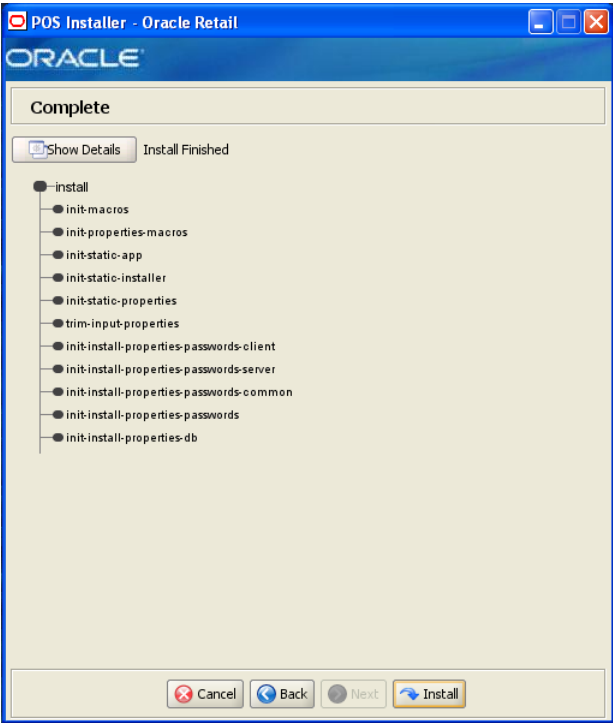 POS Installer - Oracle Retail
ORACLE
Complete
Show Details Install Finished
install
init-macros
init-properties-macros
init-static-app
init-static-installer
init-static-properties
trim-input-properties
init-install-properties-passwords-client
init-install-properties-passwords-server
init-install-properties-passwords-common
init-install-properties-passwords
init-install-properties-db
Cancel Back Next Install